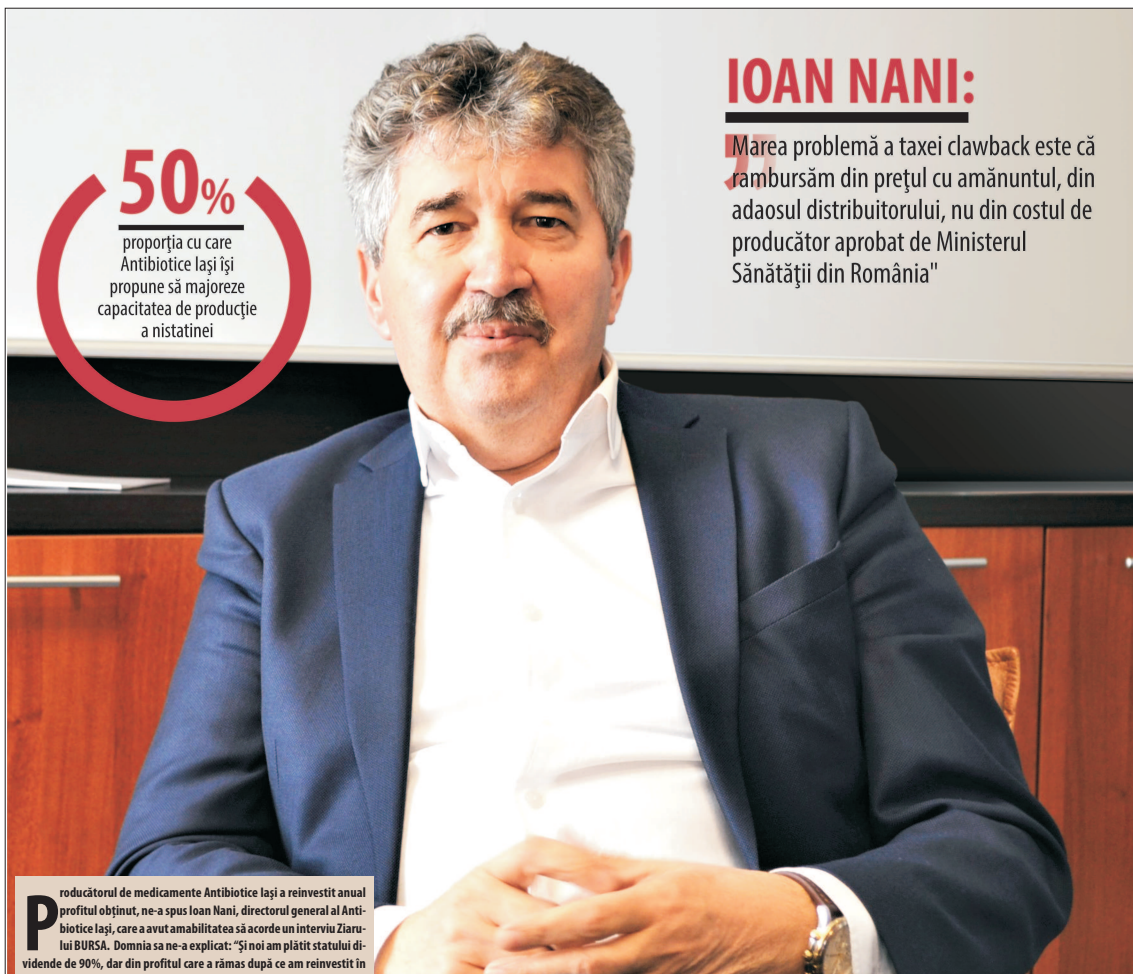 50%
proporţia cu care
Antibiotice Iaşi îşi
propune să majoreze
capacitatea de producţie
a nistatinei
IOAN NANI:
"
Marea problemă a taxei clawback este că
rambursăm din preţul cu amănuntul, din
adaosul distribuitorului, nu din costul de
producător aprobat de Ministerul
Sănătăţii din România"
Producătorul de medicamente Antibiotice Iaşi a reinvestit anual
profitul obţinut, ne-a spus Ioan Nani, directorul general al Anti-
biotice Iaşi, care a avut amabilitatea să acorde un interviu Ziaru-
lui BURSA. Domnia sa ne-a explicat: "Şi noi am plătit statului di-
vidende de 90%, dar din profitul care a rămas după ce am reinvestit în